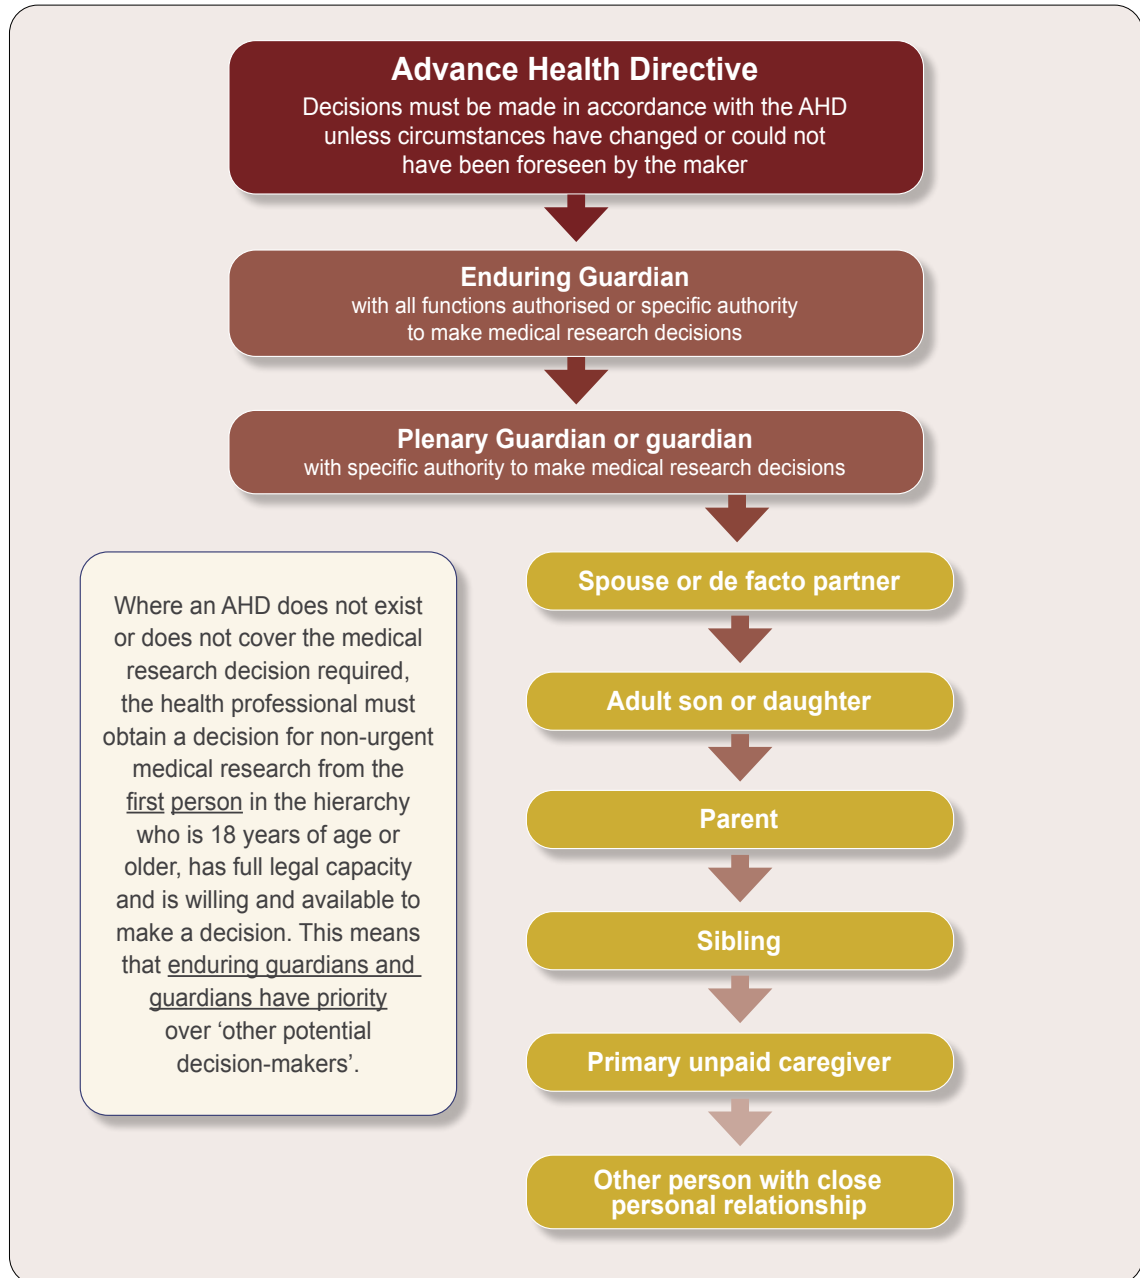 Advance Health Directive
Decisions must be made in accordance with the AHD
unless circumstances have changed or could not
have been foreseen by the maker
Enduring Guardian
with all functions authorised or specific authority
to make medical research decisions
Plenary Guardian or guardian
with specific authority to make medical research decisions
Where an AHD does not exist
or does not cover the medical
research decision required,
the health professional must
obtain a decision for non-urgent
medical research from the
first person in the hierarchy
who is 18 years of age or
older, has full legal capacity
and is willing and available to
make a decision. This means
that enduring guardians and
guardians have priority
over ‘other potential
decision-makers’.
Spouse or de facto partner
Adult son or daughter
Parent
Sibling
Primary unpaid caregiver
Other person with close
personal relationship